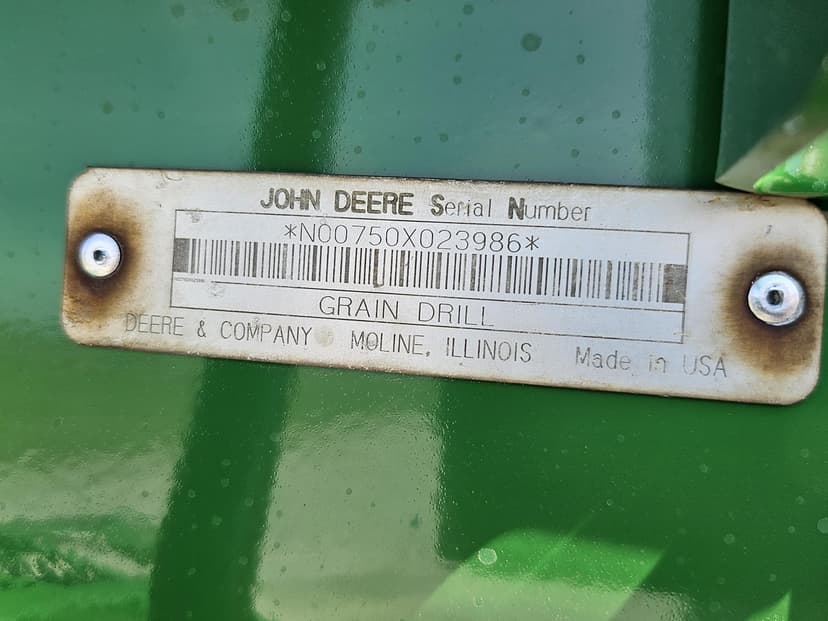 JOHN DEERE Serial Number
*N00750X023986*
GRAIN DRILL
DEERE & COMPANY MOLINE, ILLINOIS Made in USA